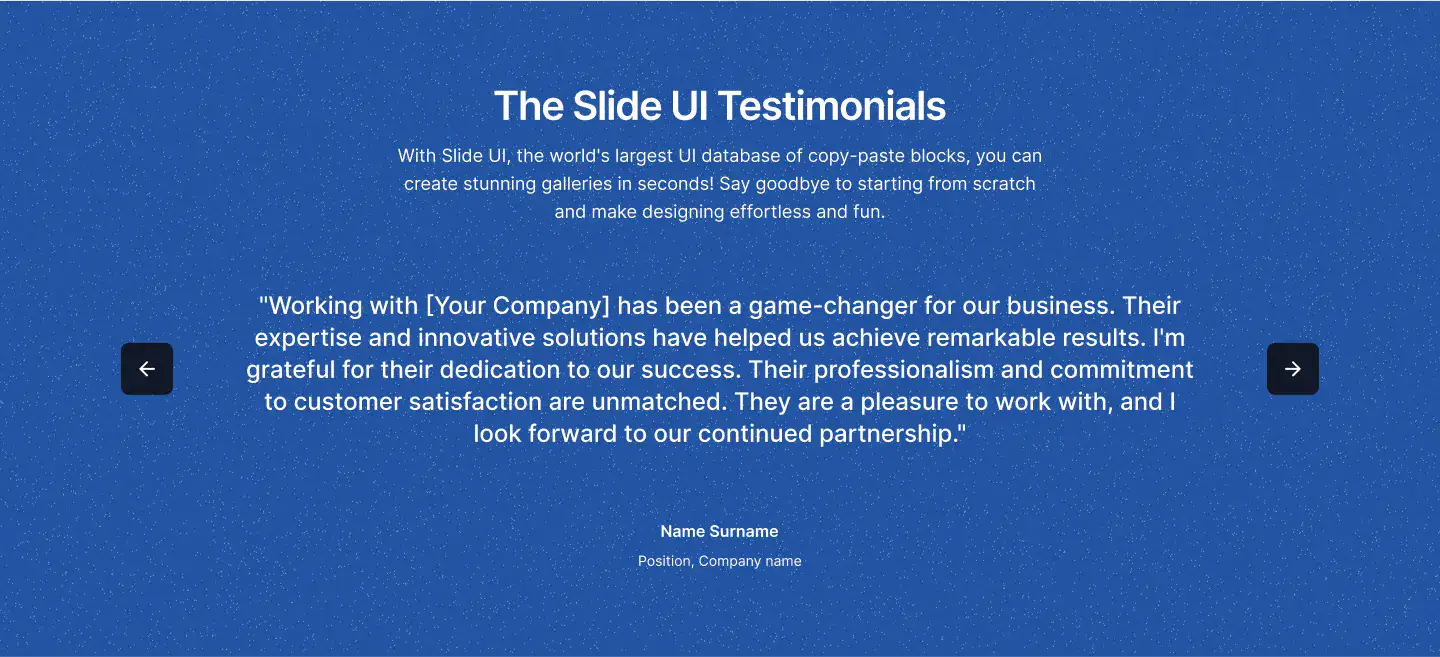 The Slide UI Testimonials
With Slide UI, the world's largest UI database of copy-paste blocks, you can
create stunning galleries in seconds! Say goodbye to starting from scratch
and make designing effortless and fun.
"Working with [Your Company] has been a game-changer for our business. Their
expertise and innovative solutions have helped us achieve remarkable results. I'm
grateful for their dedication to our success. Their professionalism and commitment
to customer satisfaction are unmatched. They are a pleasure to work with, and I
look forward to our continued partnership."
Name Surname
Position, Company name